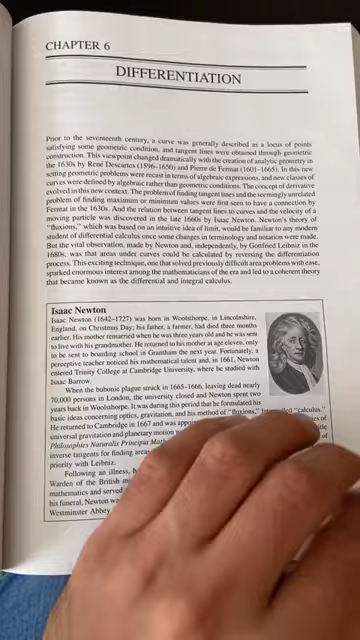 CHAPTER 6
DIFFERENTIATION
Prior to the seventeenth century, a curve was generally described as a locus of points
satisfying some geometric condition, and tangent lines were obtained through geometric
construction. This viewpoint changed dramatically with the creation of analytic geometry in
the 1630s by René Descartes (1596–1650) and Pierre de Fermat (1601–1665). In this new
setting geometric problems were recast in terms of algebraic expressions, and new classes of
curves were defined by algebraic rather than geometric conditions. The concept of derivative
evolved in this new context. The problem of finding tangent lines and the seemingly unrelated
problem of finding maximum or minimum values were first seen to have a connection by
Fermat in the 1630s. And the relation between tangent lines to curves and the velocity of a
moving particle was discovered in the late 1660s by Isaac Newton. Newton's theory of
"fluxions," which was based on an intuitive idea of limit, would be familiar to any modern
student of differential calculus once some changes in terminology and notation were made.
But the vital observation, made by Newton and, independently, by Gottfried Leibniz in the
1680s, was that areas under curves could be calculated by reversing the differentiation
process. This exciting technique, one that solved previously difficult area problems with ease,
sparked enormous interest among the mathematicians of the era and led to a coherent theory
that became known as the differential and integral calculus.
Isaac Newton
Isaac Newton (1642–1727) was born in Woolsthorpe, in Lincolnshire,
England, on Christmas Day; his father, a farmer, had died three months
earlier. His mother remarried when he was three years old and he was sent
to live with his grandmother. He returned to his mother at age eleven, only
to be sent to boarding school in Grantham the next year. Fortunately, a
perceptive teacher noticed his mathematical talent and, in 1661, Newton
entered Trinity College at Cambridge University, where he studied with
Isaac Barrow.
When the bubonic plague struck in 1665–1666, leaving dead nearly
70,000 persons in London, the university closed and Newton spent two
years back in Woolsthorpe. It was during this period that he formulated his
basic ideas concerning optics, gravitation, and his method of "fluxions," later called "calculus."
He returned to Cambridge in 1667 and was
universal gravitation and planetary motion
Philosophiæ Naturalis Principia
inverse tangents for finding areas
priority with Leibniz.
Following an illness,
Warden of the British
mathematics and served
his funeral, Newton
Westminster Abbey